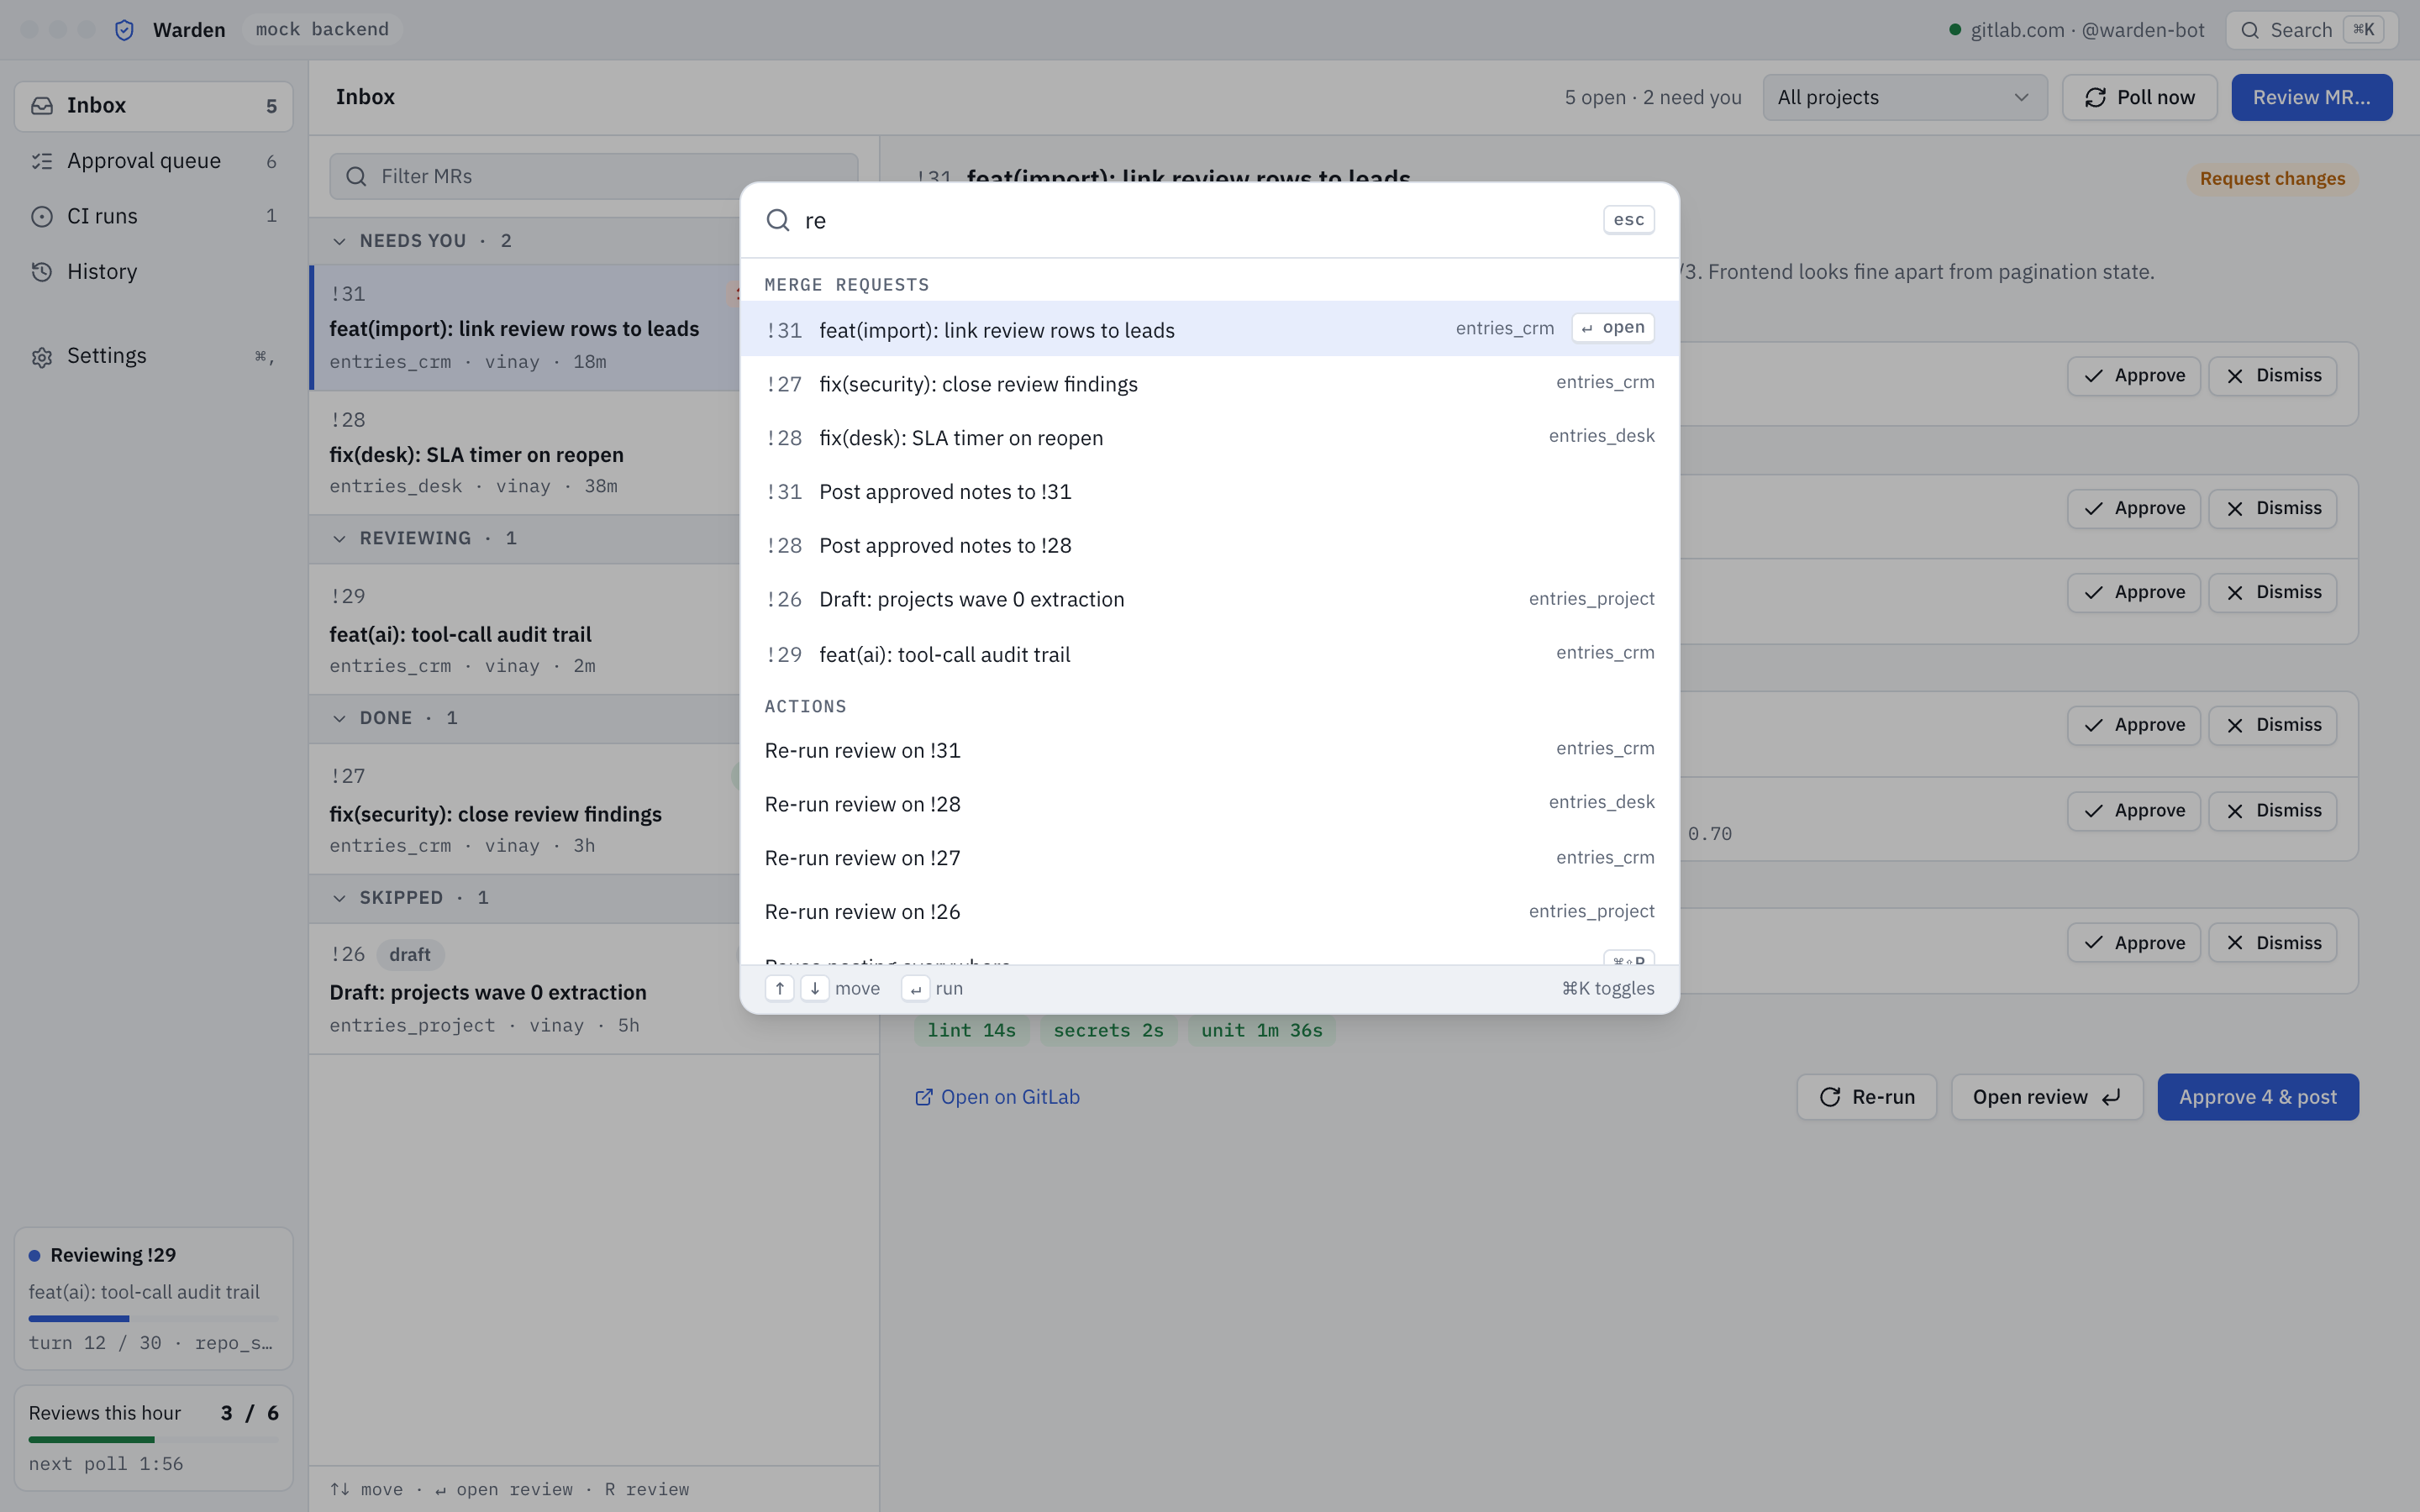 Warden
mock backend
gitlab.com · @warden-bot
Search ⌘K
Inbox 5
Approval queue 6
CI runs 1
History
Settings ⌘,
Reviewing !29
feat(ai): tool-call audit trail
turn 12 / 30 · repo_s…
Reviews this hour 3 / 6
next poll 1:56
Inbox
5 open · 2 need you
All projects
Poll now
Review MR…
Filter MRs
NEEDS YOU · 2
!31
feat(import): link review rows to leads
entries_crm · vinay · 18m
!28
fix(desk): SLA timer on reopen
entries_desk · vinay · 38m
REVIEWING · 1
!29
feat(ai): tool-call audit trail
entries_crm · vinay · 2m
DONE · 1
!27
fix(security): close review findings
entries_crm · vinay · 3h
SKIPPED · 1
!26 draft
Draft: projects wave 0 extraction
entries_project · vinay · 5h
↑↓ move · ↵ open review · R review
!31 feat(import): link review rows to leads
Request changes
/3. Frontend looks fine apart from pagination state.
Approve Dismiss
Approve Dismiss
Approve Dismiss
Approve Dismiss
Approve Dismiss
0.70
Approve Dismiss
lint 14s secrets 2s unit 1m 36s
Open on GitLab
Re-run
Open review ↵
Approve 4 & post
re
esc
MERGE REQUESTS
!31 feat(import): link review rows to leads entries_crm ↵ open
!27 fix(security): close review findings entries_crm
!28 fix(desk): SLA timer on reopen entries_desk
!31 Post approved notes to !31
!28 Post approved notes to !28
!26 Draft: projects wave 0 extraction entries_project
!29 feat(ai): tool-call audit trail entries_crm
ACTIONS
Re-run review on !31 entries_crm
Re-run review on !28 entries_desk
Re-run review on !27 entries_crm
Re-run review on !26 entries_project
Pause posting everywhere ⌘⇧P
↑ ↓ move ↵ run
⌘K toggles